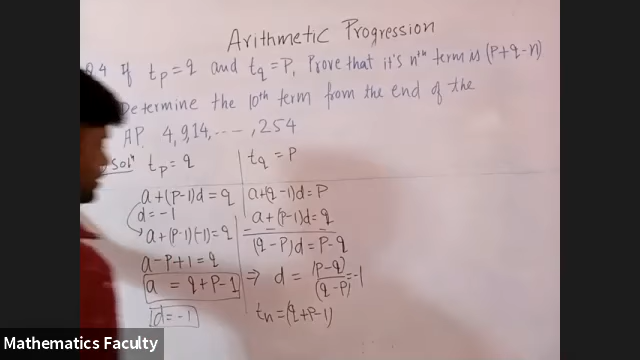 Arithmetic Progression
Q.4 If tp = q and tq = P, Prove that it's nth term is (P+q-n)
Determine the 10th term from the end of the
AP. 4, 9, 14, -----, 254
Solⁿ tp = q
a+(P-1)d = q
d = -1
a+(P-1)(-1) = q
a-P+1 = q
a = q+P-1
d = -1
tq = P
a+(q-1)d = P
a+(P-1)d = q
- - -
(q-P)d = P-q
⇒ d = (P-q)/(q-P) = -1
tn = (q+P-1)
Mathematics Faculty